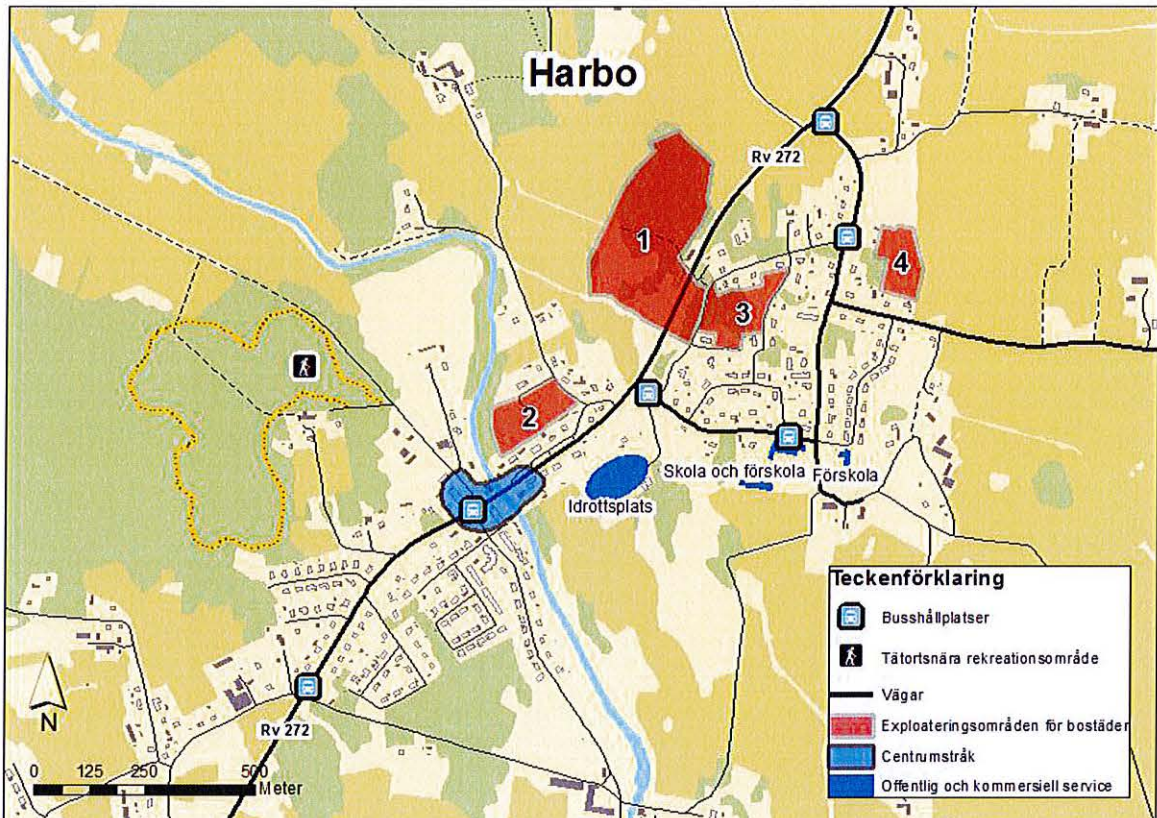 Harbo
Rv 272
1
4
3
2
Skola och förskola
Förskola
Idrottsplats
Rv 272
N
0 125 250 500
Meter
Teckenförklaring
Busshållplatser
Tätortsnära rekreationsområde
Vägar
Exploateringsområden för bostäder
Centrumstråk
Offentlig och kommersiell service